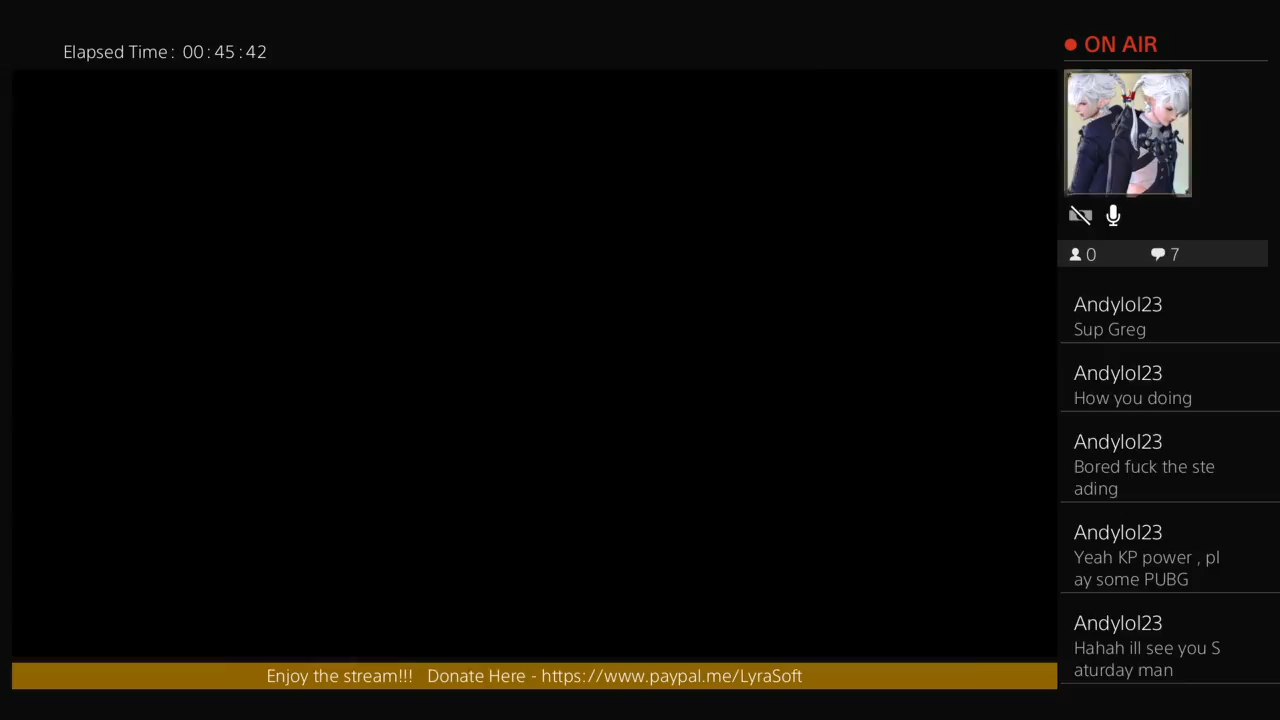 Elapsed Time: 00:45:42
ON AIR
0 7
Andylol23
Sup Greg
Andylol23
How you doing
Andylol23
Bored fuck the ste
ading
Andylol23
Yeah KP power , pl
ay some PUBG
Andylol23
Hahah ill see you S
aturday man
Enjoy the stream!!! Donate Here - https://www.paypal.me/LyraSoft